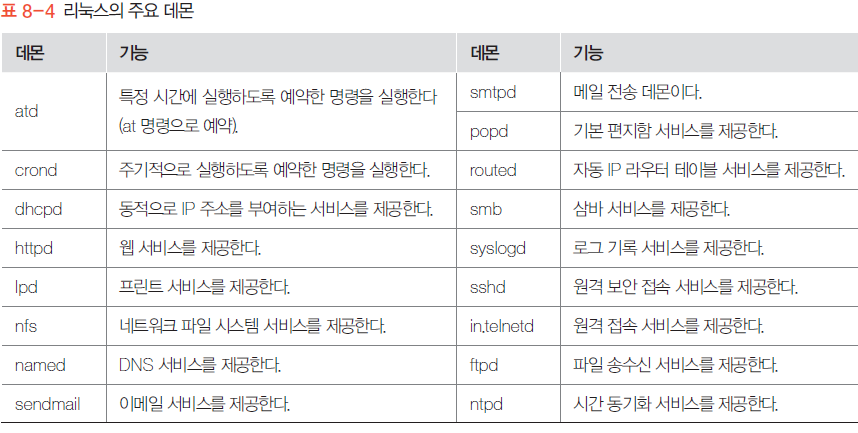 표 8-4 리눅스의 주요 데몬
데몬 기능 데몬 기능
atd 특정 시간에 실행하도록 예약한 명령을 실행한다
(at 명령으로 예약).
smtpd 메일 전송 데몬이다.
popd 기본 편지함 서비스를 제공한다.
crond 주기적으로 실행하도록 예약한 명령을 실행한다. routed 자동 IP 라우터 테이블 서비스를 제공한다.
dhcpd 동적으로 IP 주소를 부여하는 서비스를 제공한다. smb 삼바 서비스를 제공한다.
httpd 웹 서비스를 제공한다. syslogd 로그 기록 서비스를 제공한다.
lpd 프린트 서비스를 제공한다. sshd 원격 보안 접속 서비스를 제공한다.
nfs 네트워크 파일 시스템 서비스를 제공한다. in.telnetd 원격 접속 서비스를 제공한다.
named DNS 서비스를 제공한다. ftpd 파일 송수신 서비스를 제공한다.
sendmail 이메일 서비스를 제공한다. ntpd 시간 동기화 서비스를 제공한다.